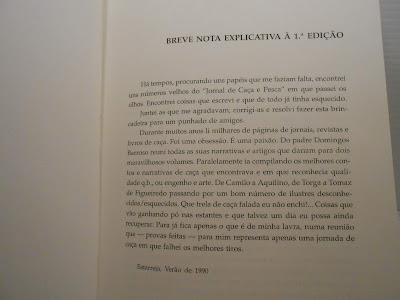 BREVE NOTA EXPLICATIVA À 1.ª EDIÇÃO
Há tempos, procurando uns papéis que me faziam falta, encontrei
uns números velhos do "Jornal de Caça e Pesca" em que passei os
olhos. Encontrei coisas que escrevi e que de todo já tinha esquecido.
Juntei as que me agradavam, corrigi-as e resolvi fazer esta brin-
cadeira para um punhado de amigos.
Durante muitos anos li milhares de páginas de jornais, revistas e
livros de caça. Foi uma obsessão. É uma paixão. Do padre Domingos
Barroso reuni todas as suas narrativas e artigos que dariam para dois
maravilhosos volumes. Paralelamente ia compilando os melhores con-
tos e narrativas de caça que encontrava e em que reconhecia quali-
dade q.b., ou engenho e arte. De Camilo a Aquilino, de Torga a Tomaz
de Figueiredo passando por um bom número de ilustres desconhe-
cidos/esquecidos. Que trela de caça falada eu não enchi!... Coisas que
vão ganhando pó nas estantes e que talvez um dia eu possa ainda
recuperar. Para já fica apenas o que é de minha lavra, numa reunião
que — provas feitas — para mim representa apenas uma jornada de
caça em que falhei os melhores tiros.
Estarreja, Verão de 1990